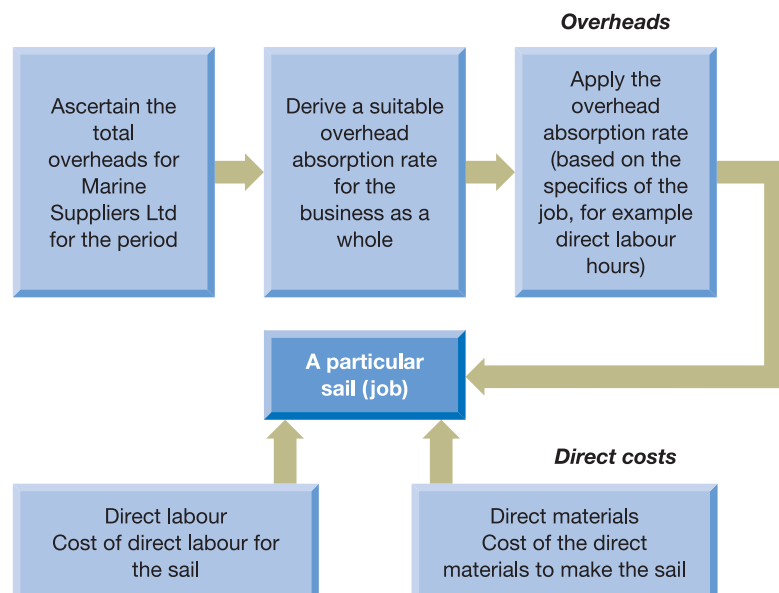 Overheads
Ascertain the
total
overheads for
Marine
Suppliers Ltd
for the period
Derive a suitable
overhead
absorption rate
for the
business as a
whole
Apply the
overhead
absorption rate
(based on the
specifics of the
job, for example
direct labour
hours)
A particular
sail (job)
Direct costs
Direct labour
Cost of direct labour for
the sail
Direct materials
Cost of the direct
materials to make the sail